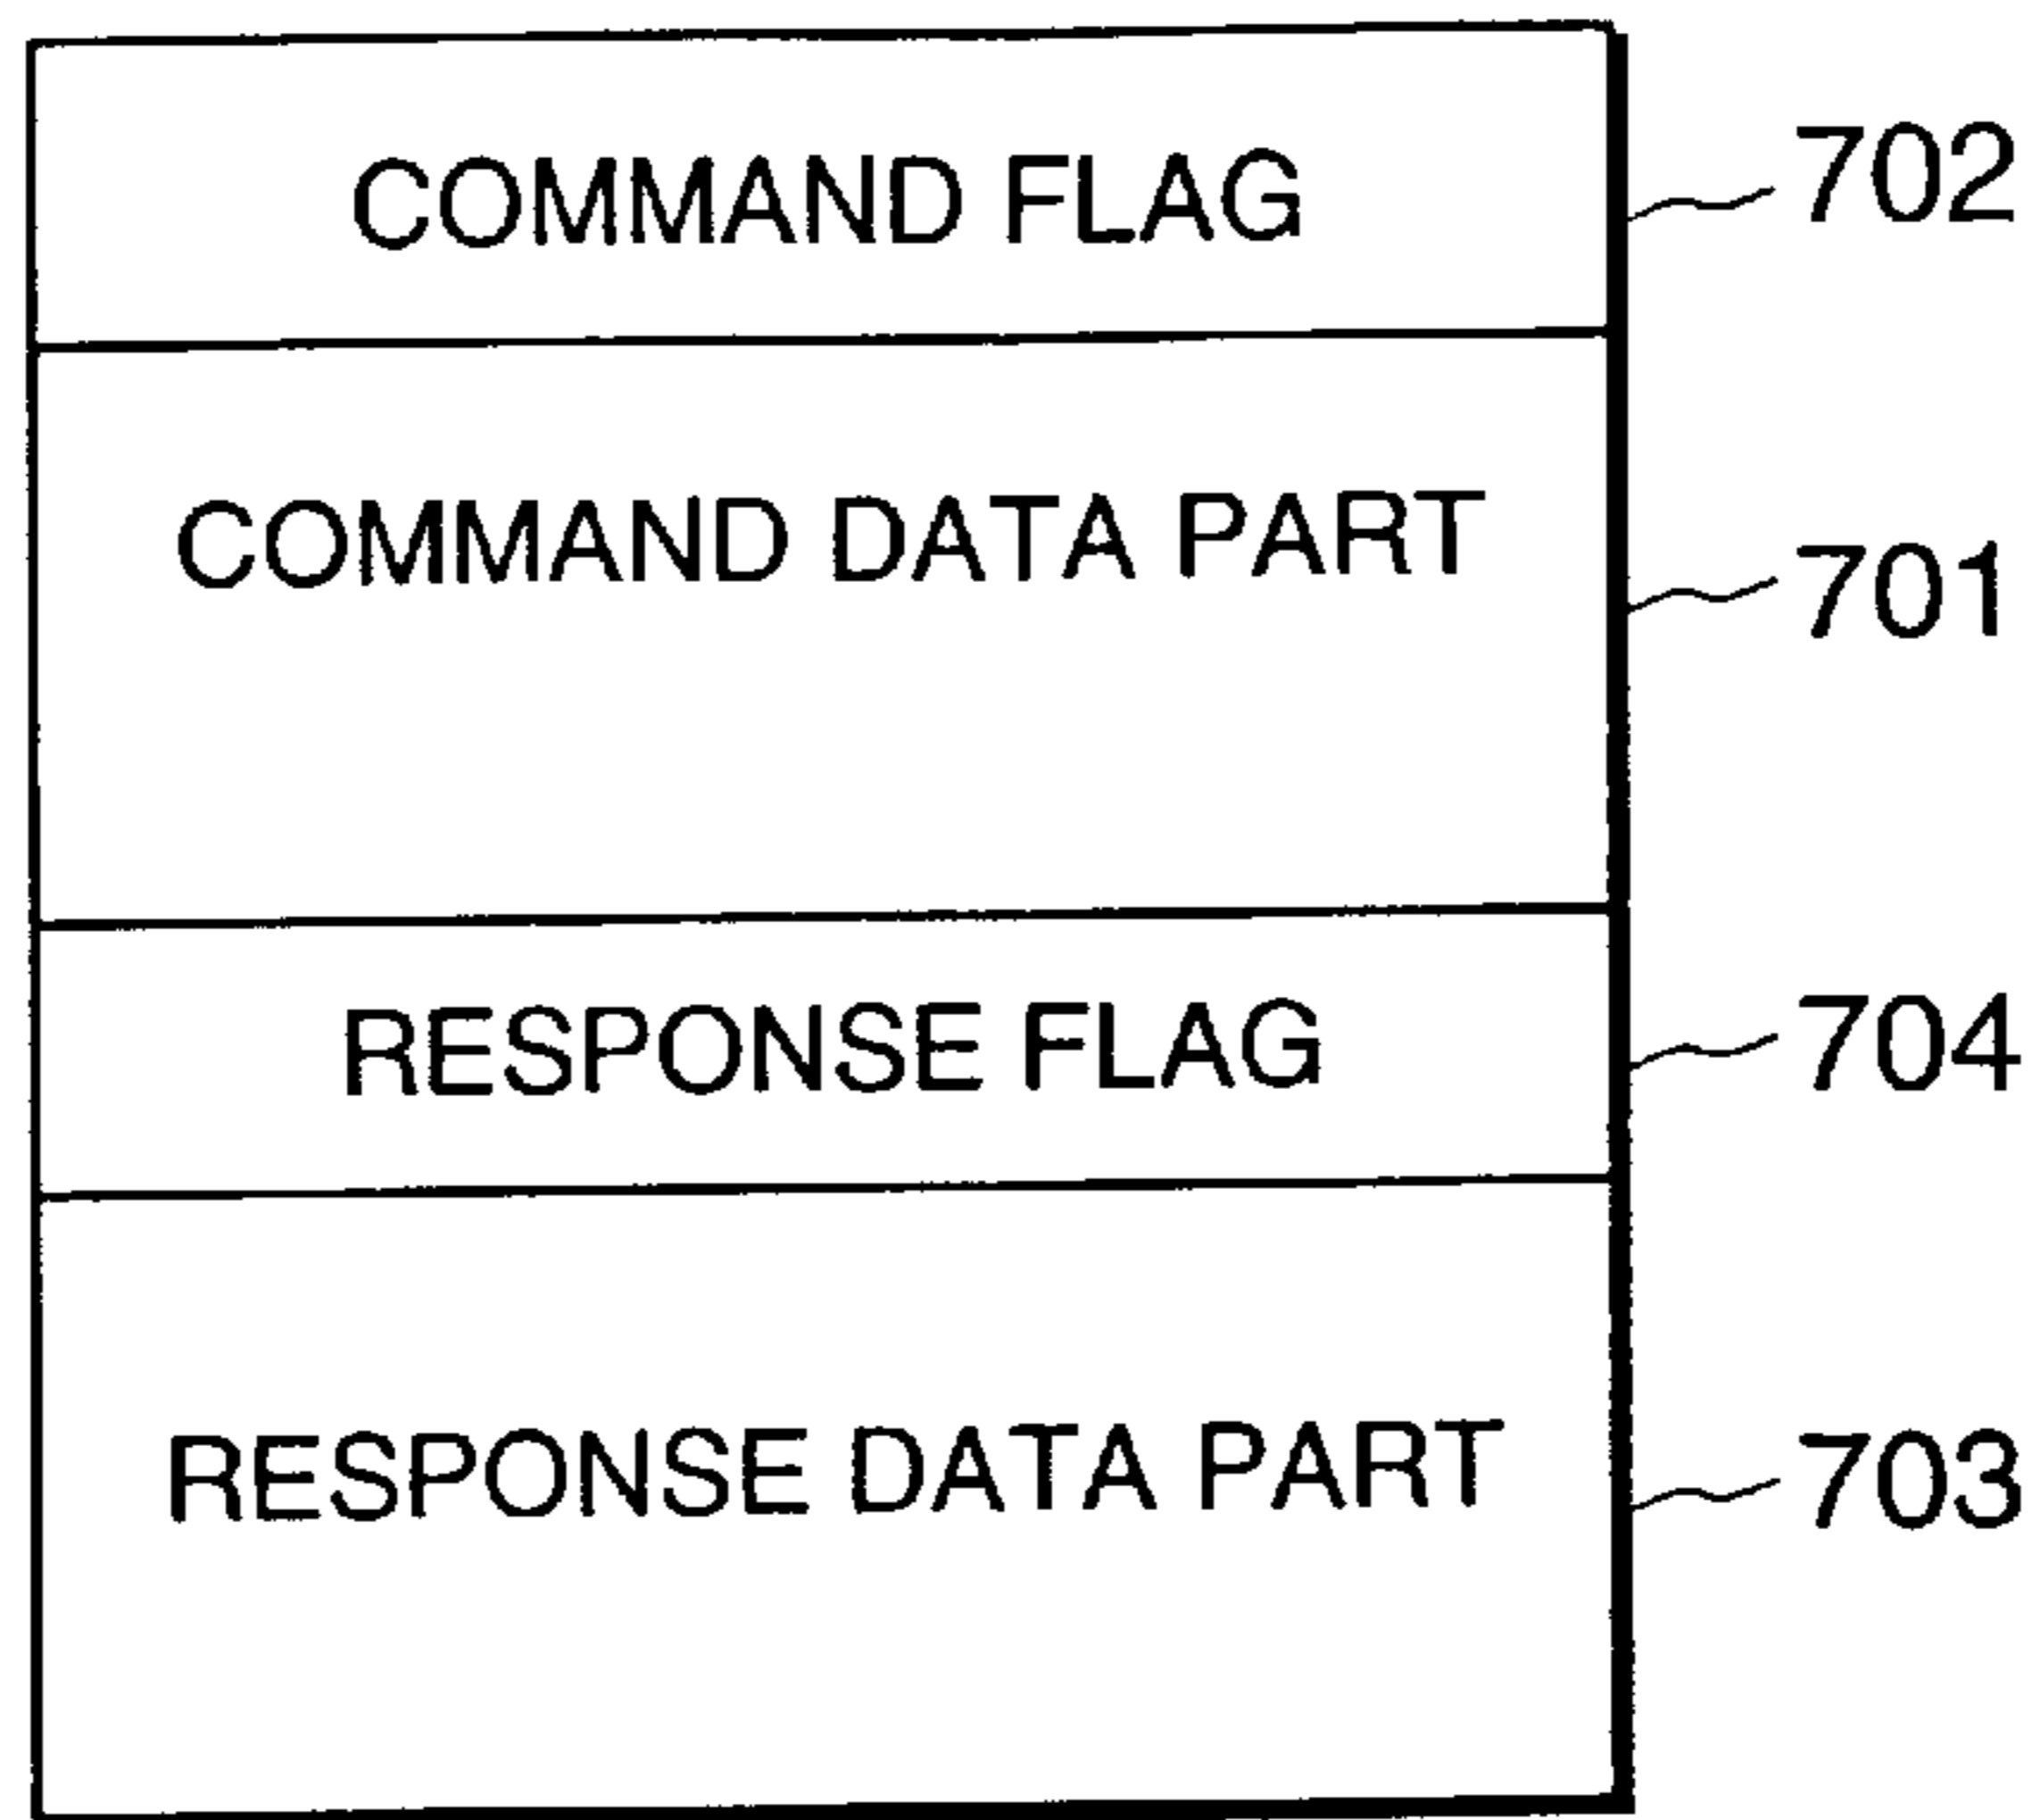 COMMAND FLAG 702
COMMAND DATA PART 701
RESPONSE FLAG 704
RESPONSE DATA PART 703